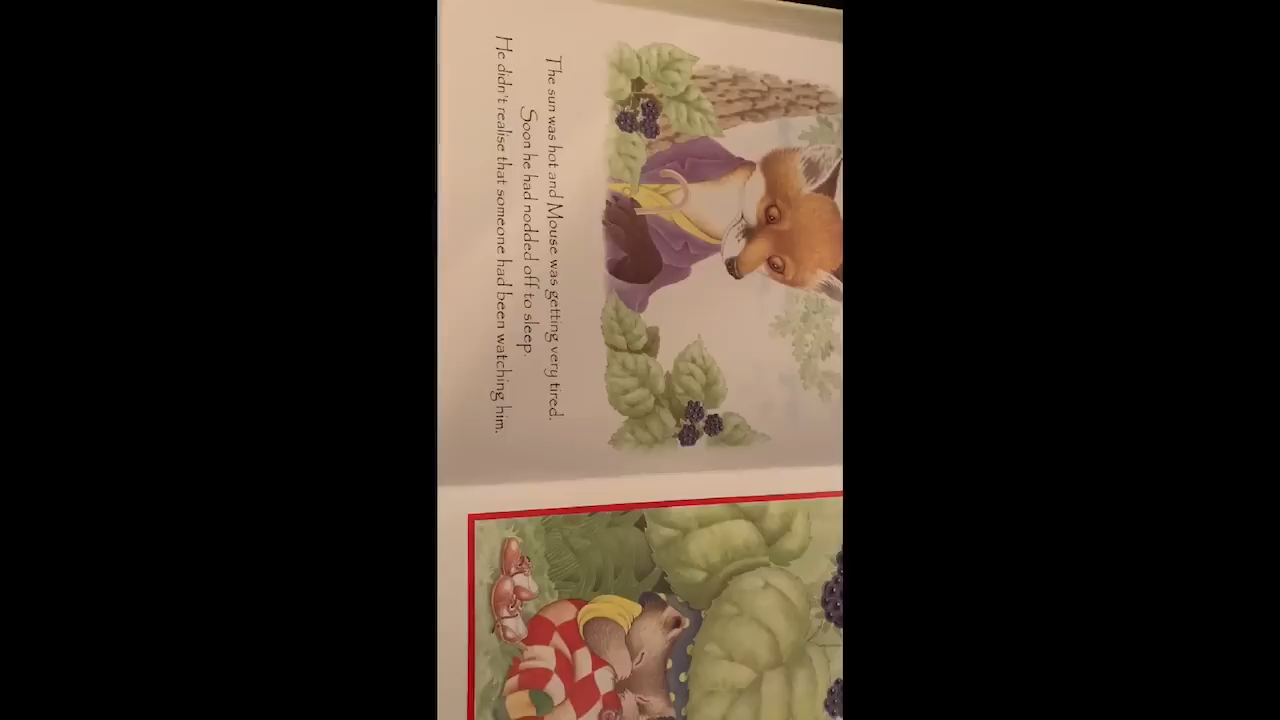 The sun was hot and Mouse was getting very tired.
Soon he had nodded off to sleep.
He didn't realise that someone had been watching him.